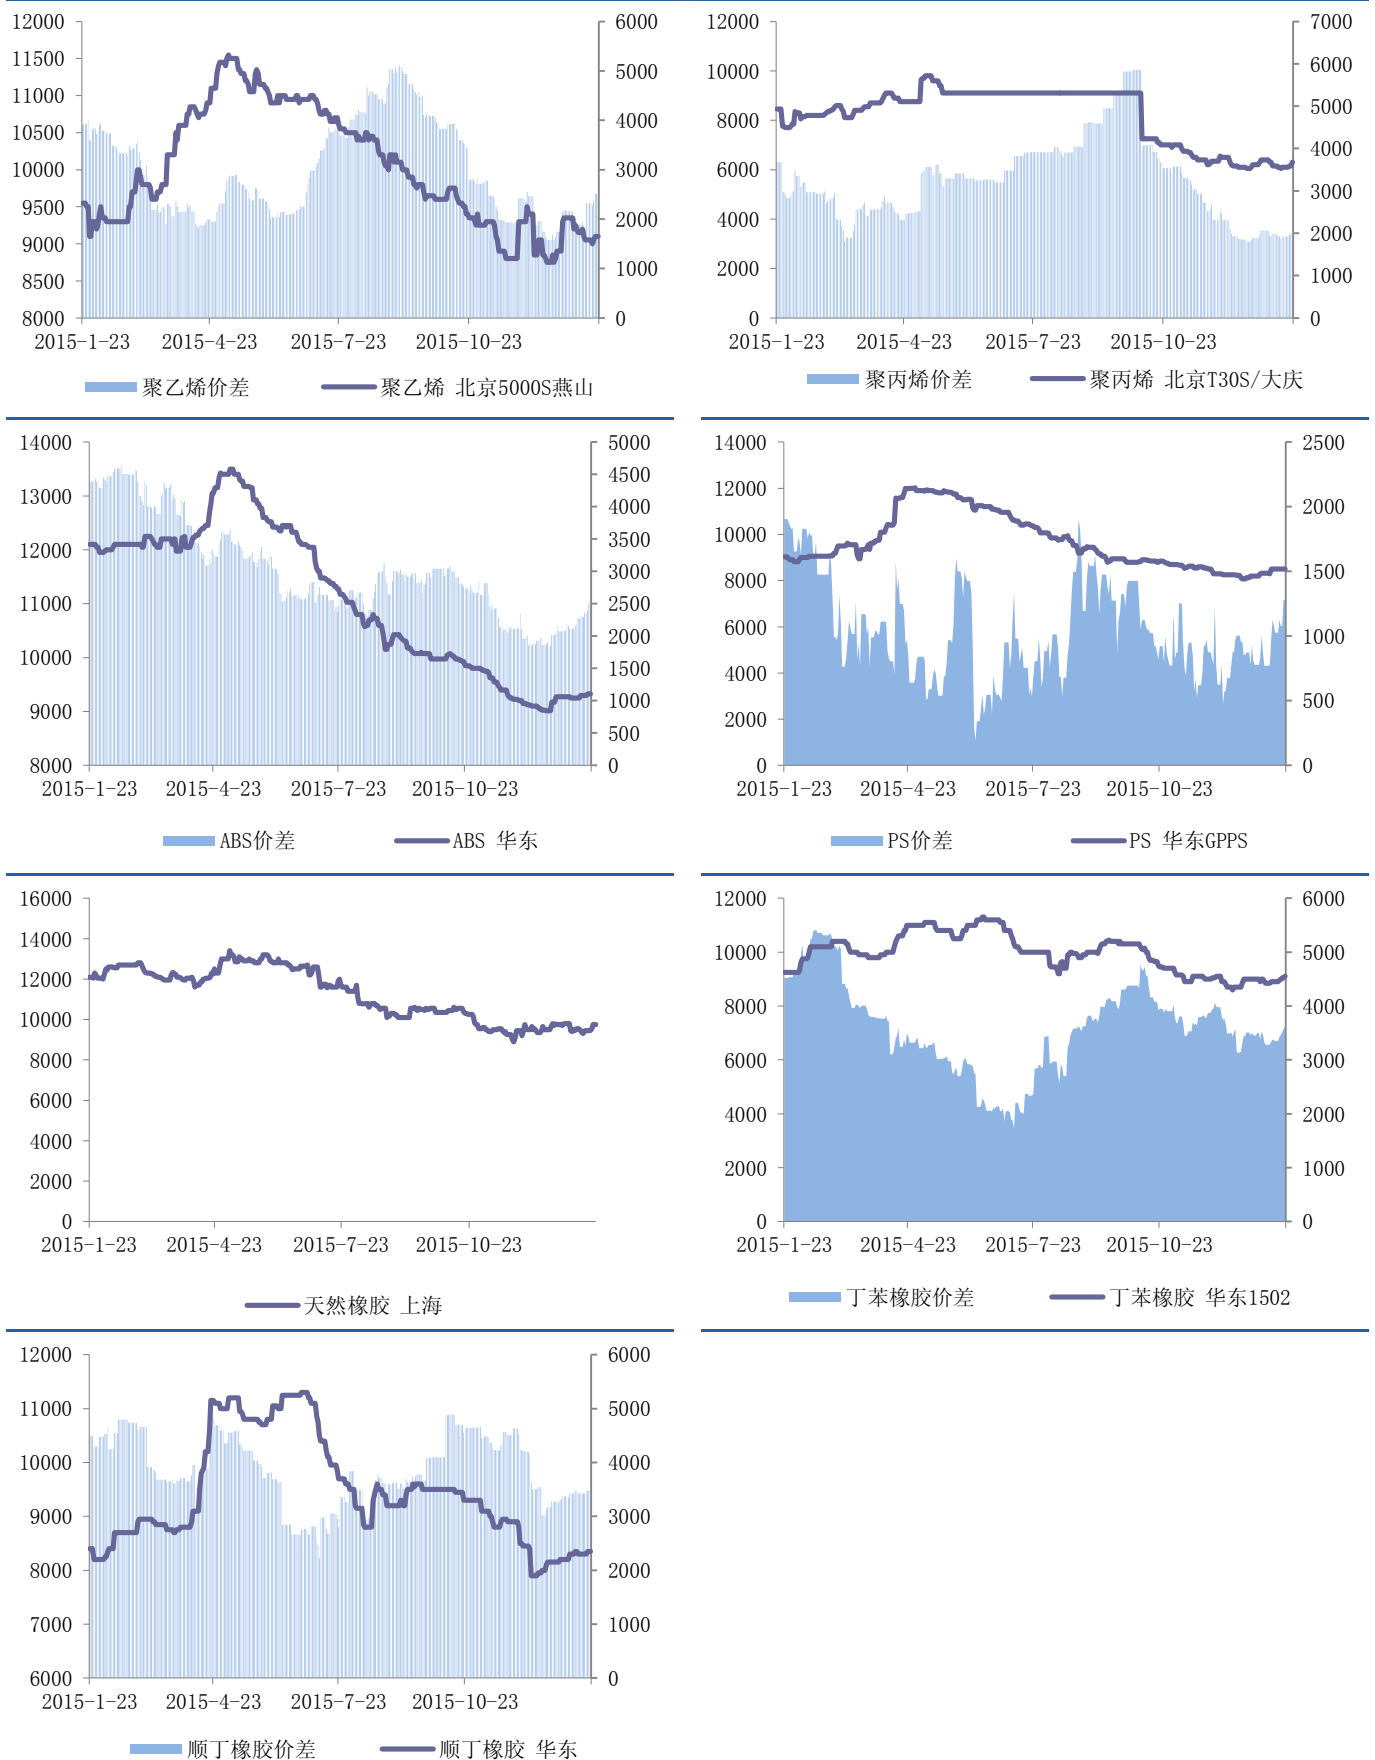 12000 11500 11000 10500 10000 9500 9000 8500 8000
6000 5000 4000 3000 2000 1000 0
2015-1-23 2015-4-23 2015-7-23 2015-10-23
聚乙烯价差 聚乙烯 北京5000S燕山
12000 10000 8000 6000 4000 2000 0
7000 6000 5000 4000 3000 2000 1000 0
2015-1-23 2015-4-23 2015-7-23 2015-10-23
聚丙烯价差 聚丙烯 北京T30S/大庆
14000 13000 12000 11000 10000 9000 8000
5000 4500 4000 3500 3000 2500 2000 1500 1000 500 0
2015-1-23 2015-4-23 2015-7-23 2015-10-23
ABS价差 ABS 华东
14000 12000 10000 8000 6000 4000 2000 0
2500 2000 1500 1000 500 0
2015-1-23 2015-4-23 2015-7-23 2015-10-23
PS价差 PS 华东GPPS
16000 14000 12000 10000 8000 6000 4000 2000 0
2015-1-23 2015-4-23 2015-7-23 2015-10-23
天然橡胶 上海
12000 10000 8000 6000 4000 2000 0
6000 5000 4000 3000 2000 1000 0
2015-1-23 2015-4-23 2015-7-23 2015-10-23
丁苯橡胶价差 丁苯橡胶 华东1502
12000 11000 10000 9000 8000 7000 6000
6000 5000 4000 3000 2000 1000 0
2015-1-23 2015-4-23 2015-7-23 2015-10-23
顺丁橡胶价差 顺丁橡胶 华东